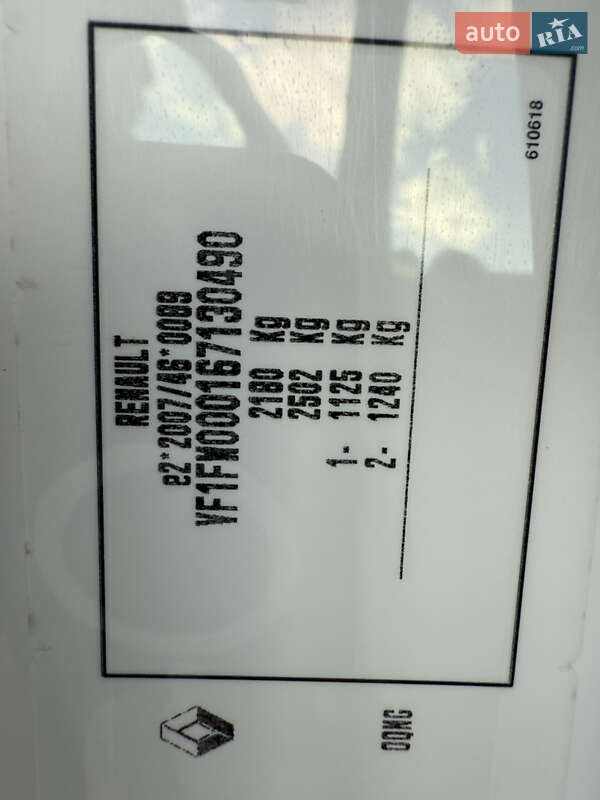 auto RIA .com
610618
RENAULT
e2*2007/46*0089
VF1FW000167130490
2180 Kg
2502 Kg
1- 1125 Kg
2- 1240 Kg